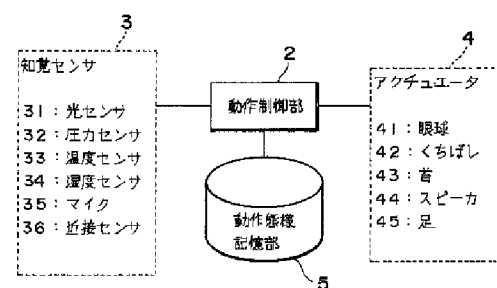 3
知覚センサ
31：光センサ
32：圧力センサ
33：温度センサ
34：湿度センサ
35：マイク
36：近接センサ
2
動作制御部
動作態様
記憶部
5
4
アクチュエータ
41：眼球
42：くちばし
43：首
44：スピーカ
45：足